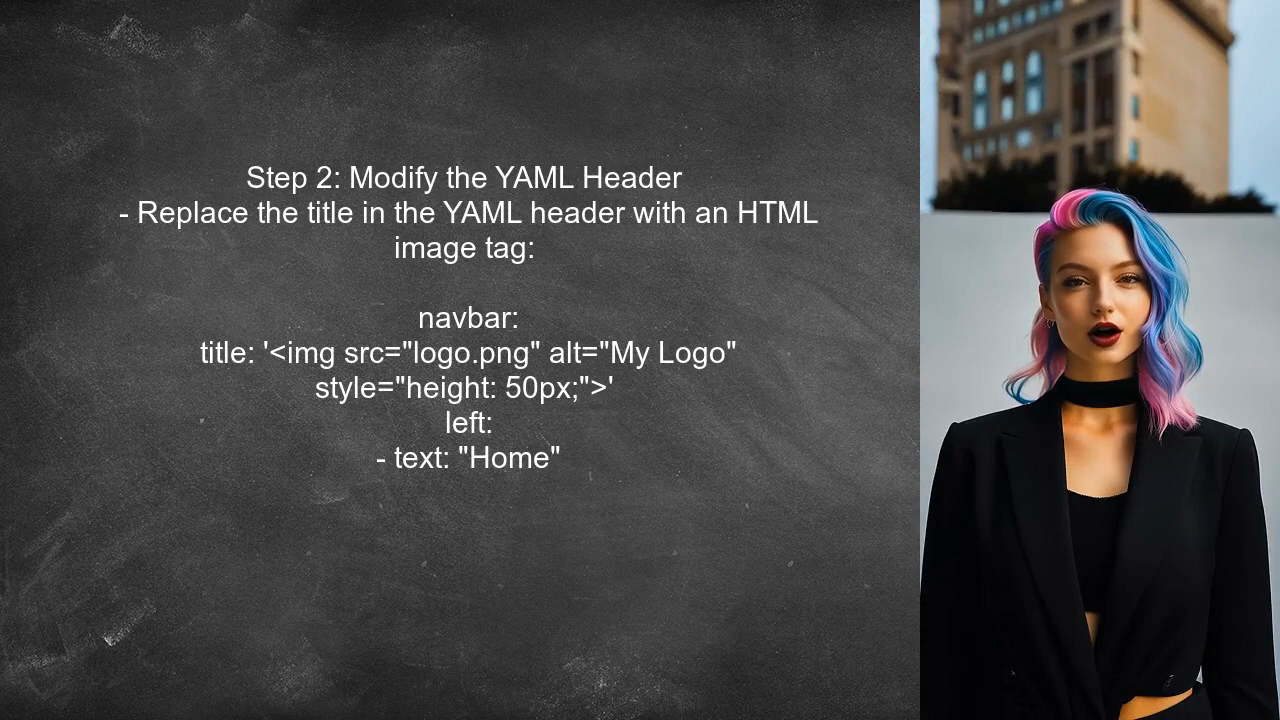 Step 2: Modify the YAML Header
- Replace the title in the YAML header with an HTML
image tag:
navbar:
title: '<img src="logo.png" alt="My Logo"
style="height: 50px;">'
left:
- text: "Home"